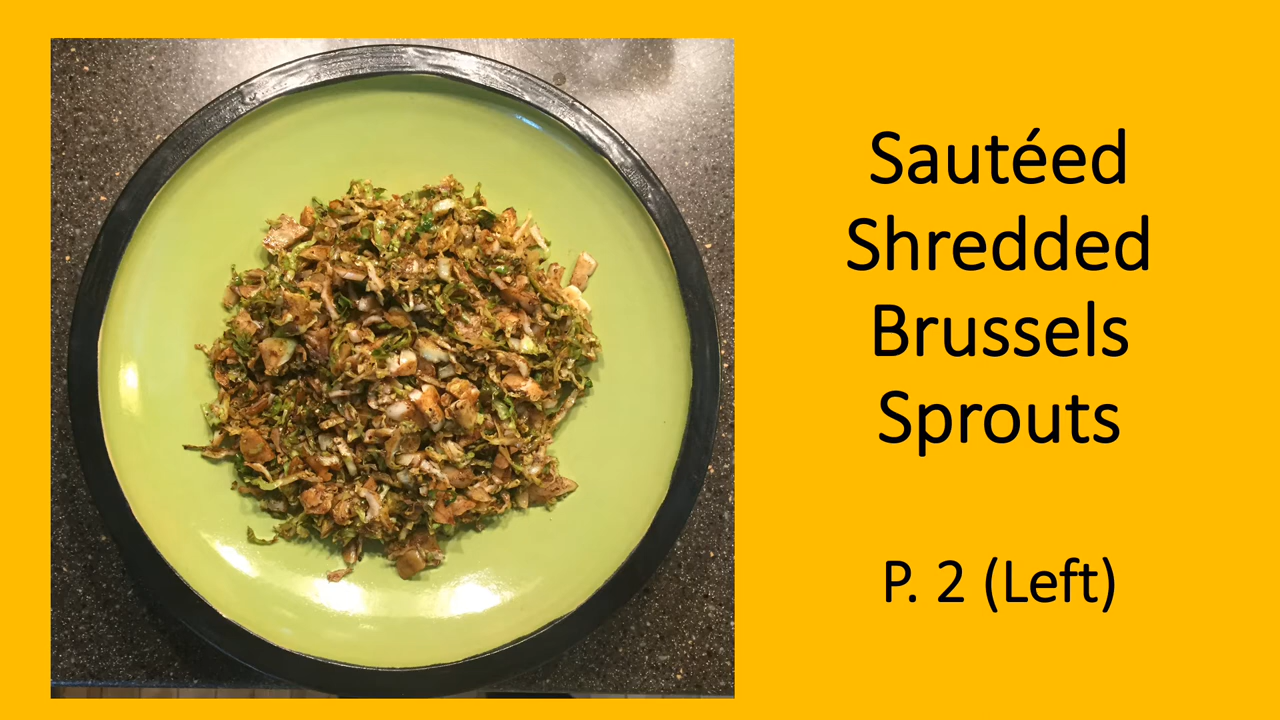 Sautéed
Shredded
Brussels
Sprouts
P. 2 (Left)